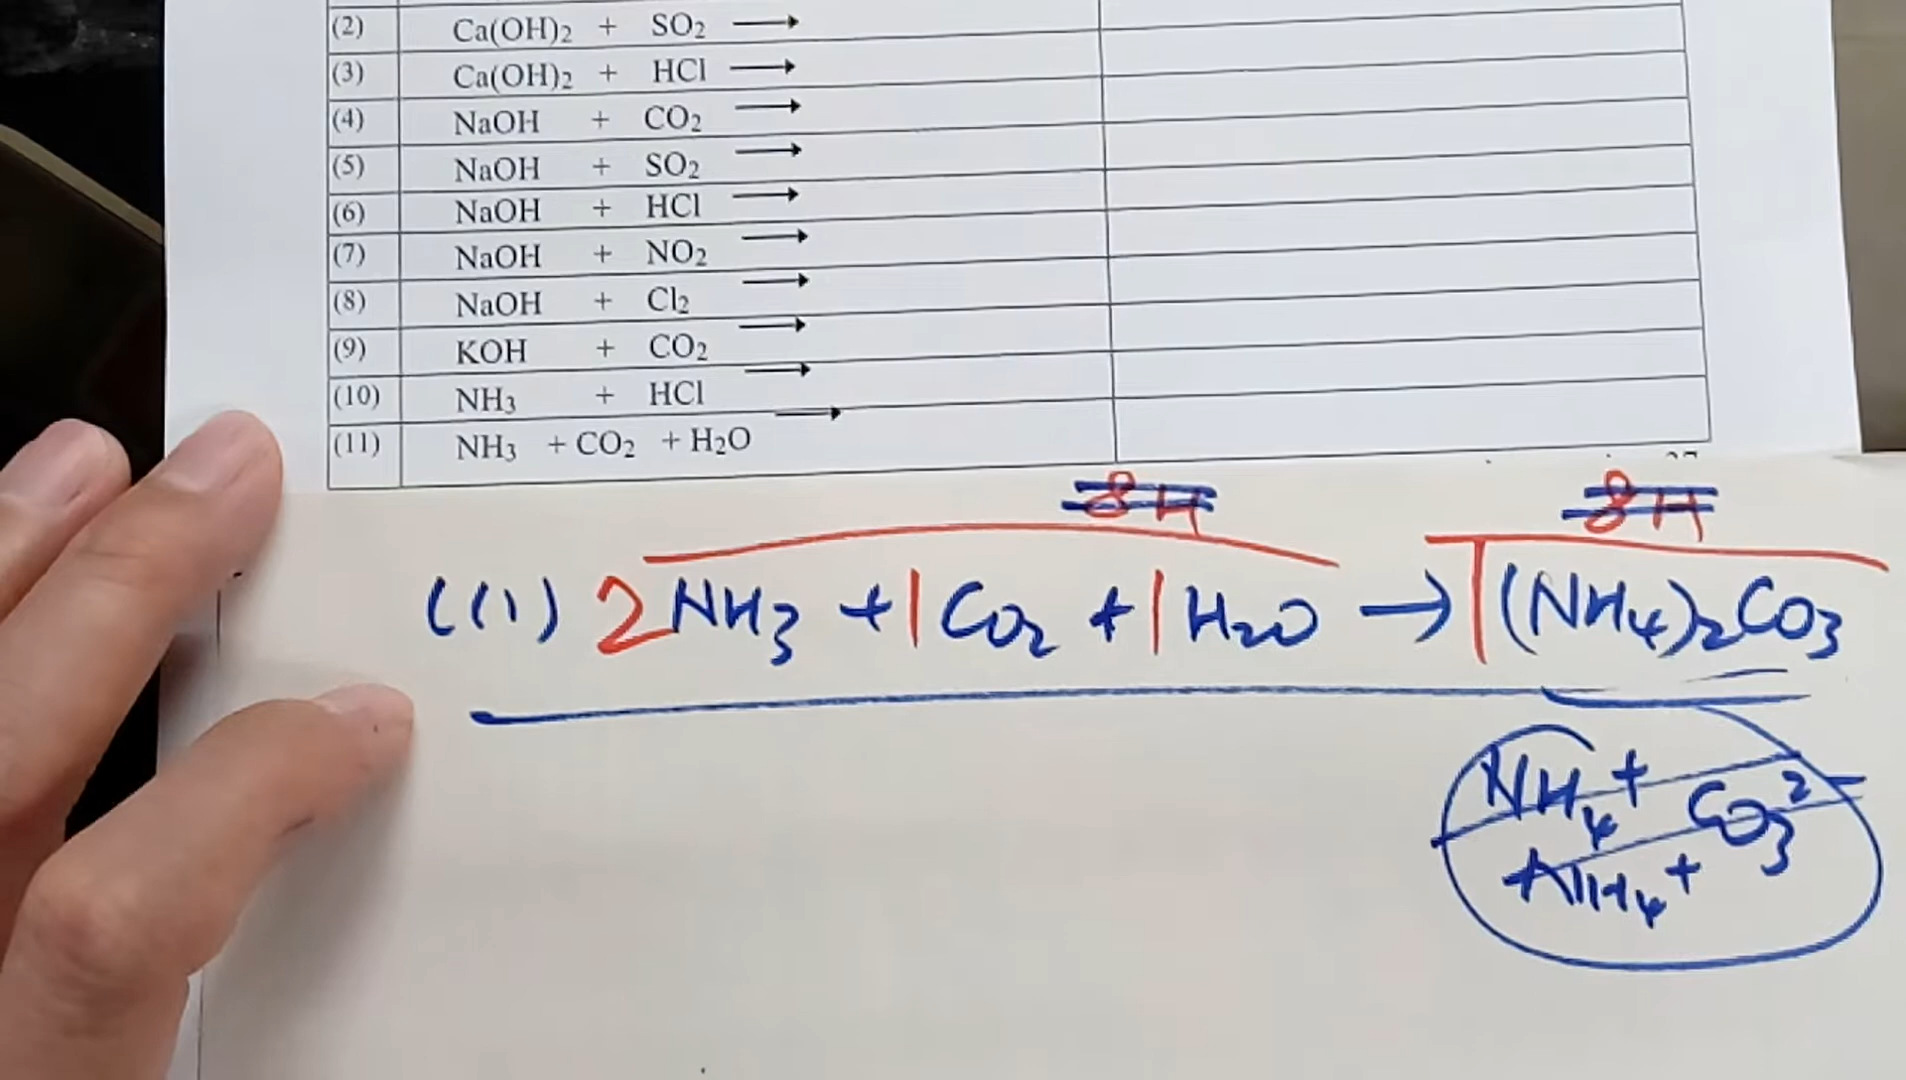 (2) Ca(OH)₂ + SO₂ →
(3) Ca(OH)₂ + HCl →
(4) NaOH + CO₂ →
(5) NaOH + SO₂ →
(6) NaOH + HCl →
(7) NaOH + NO₂ →
(8) NaOH + Cl₂ →
(9) KOH + CO₂ →
(10) NH₃ + HCl →
(11) NH₃ + CO₂ + H₂O →
8H 8H
(11) 2NH₃ + 1CO₂ + 1H₂O → 1(NH₄)₂CO₃
NH₄⁺ CO₃²⁻
NH₄⁺